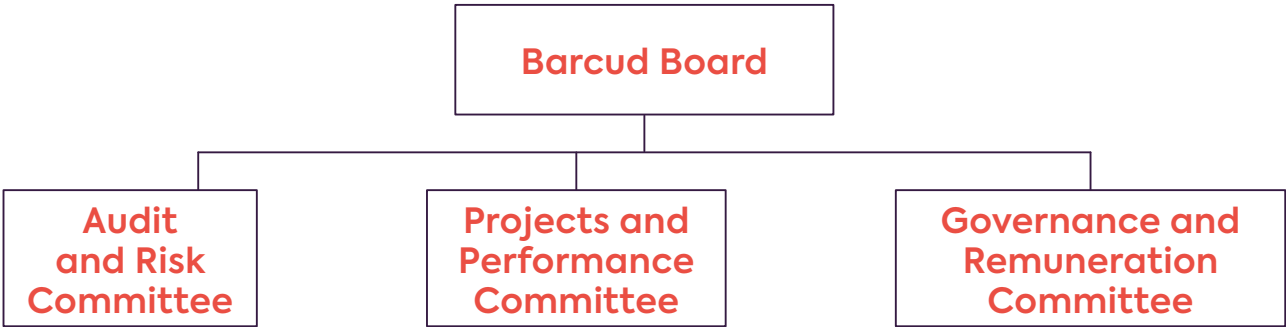 Barcud Board
Audit
and Risk
Committee
Projects and
Performance
Committee
Governance and
Remuneration
Committee